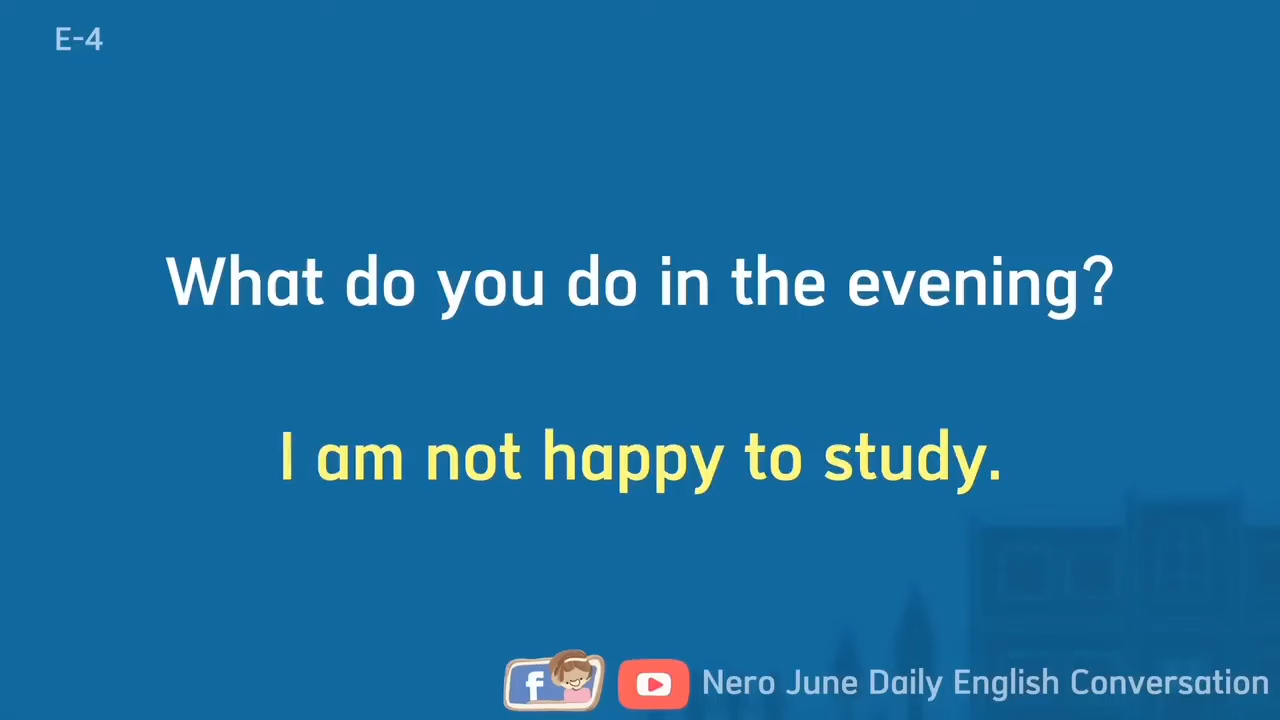 E-4
What do you do in the evening?
I am not happy to study.
f Nero June Daily English Conversation